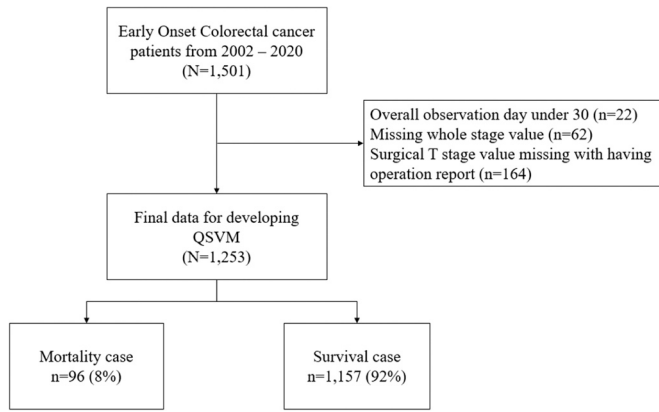 Early Onset Colorectal cancer
patients from 2002 – 2020
(N=1,501)
Overall observation day under 30 (n=22)
Missing whole stage value (n=62)
Surgical T stage value missing with having
operation report (n=164)
Final data for developing
QSVM
(N=1,253)
Mortality case
n=96 (8%)
Survival case
n=1,157 (92%)